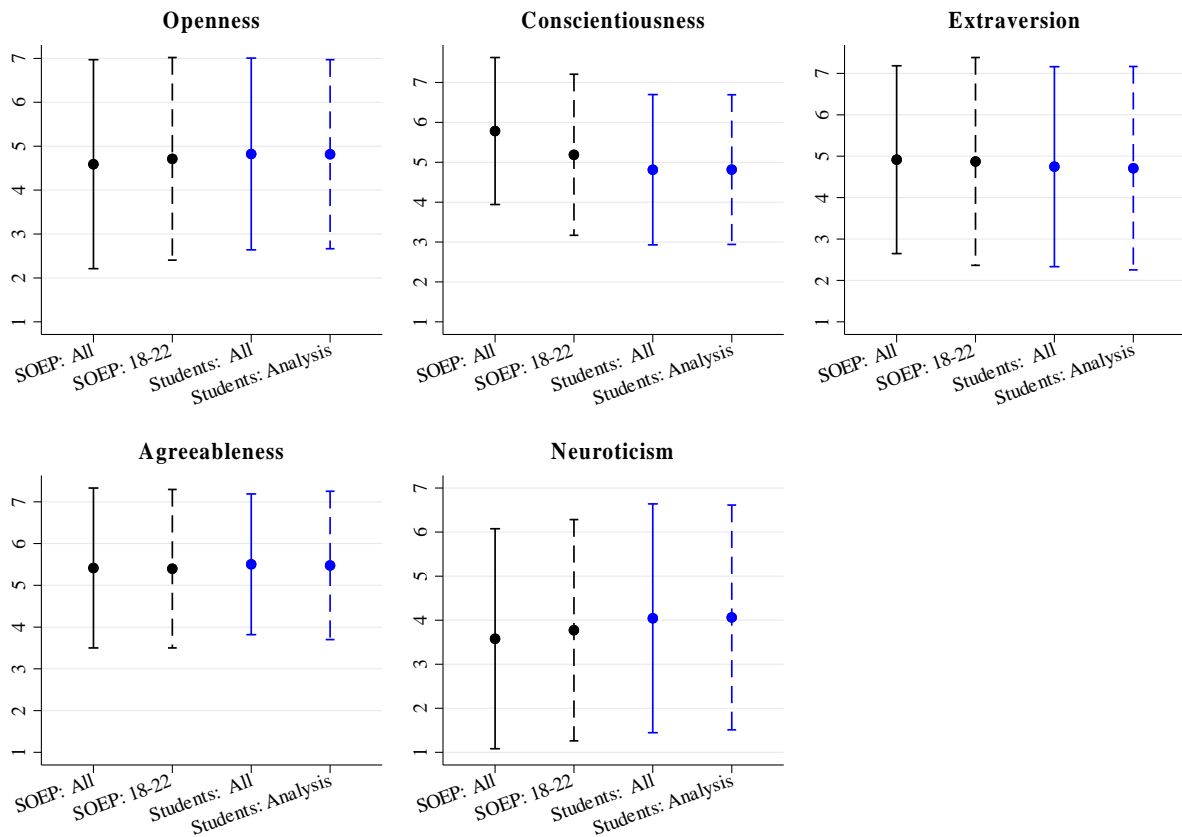 Openness
7
6
5
4
3
2
1
SOEP: All
SOEP: 18-22
Students: All
Students: Analysis
Conscientiousness
7
6
5
4
3
2
1
SOEP: All
SOEP: 18-22
Students: All
Students: Analysis
Extraversion
7
6
5
4
3
2
1
SOEP: All
SOEP: 18-22
Students: All
Students: Analysis
Agreeableness
7
6
5
4
3
2
1
SOEP: All
SOEP: 18-22
Students: All
Students: Analysis
Neuroticism
7
6
5
4
3
2
1
SOEP: All
SOEP: 18-22
Students: All
Students: Analysis